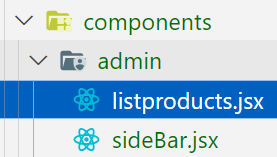 components
admin
listproducts.jsx
sideBar.jsx